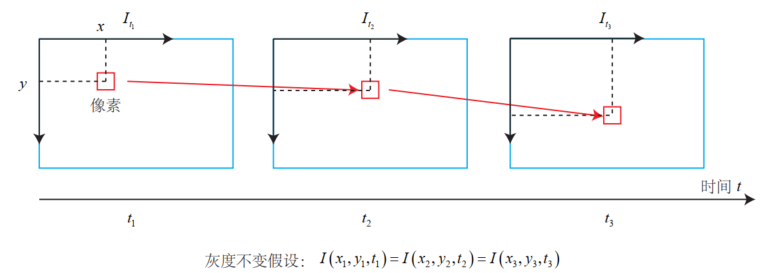 I_{t_1} I_{t_2} I_{t_3}
x
y
像素
时间 t
t_1 t_2 t_3
灰度不变假设： I(x_1,y_1,t_1)=I(x_2,y_2,t_2)=I(x_3,y_3,t_3)